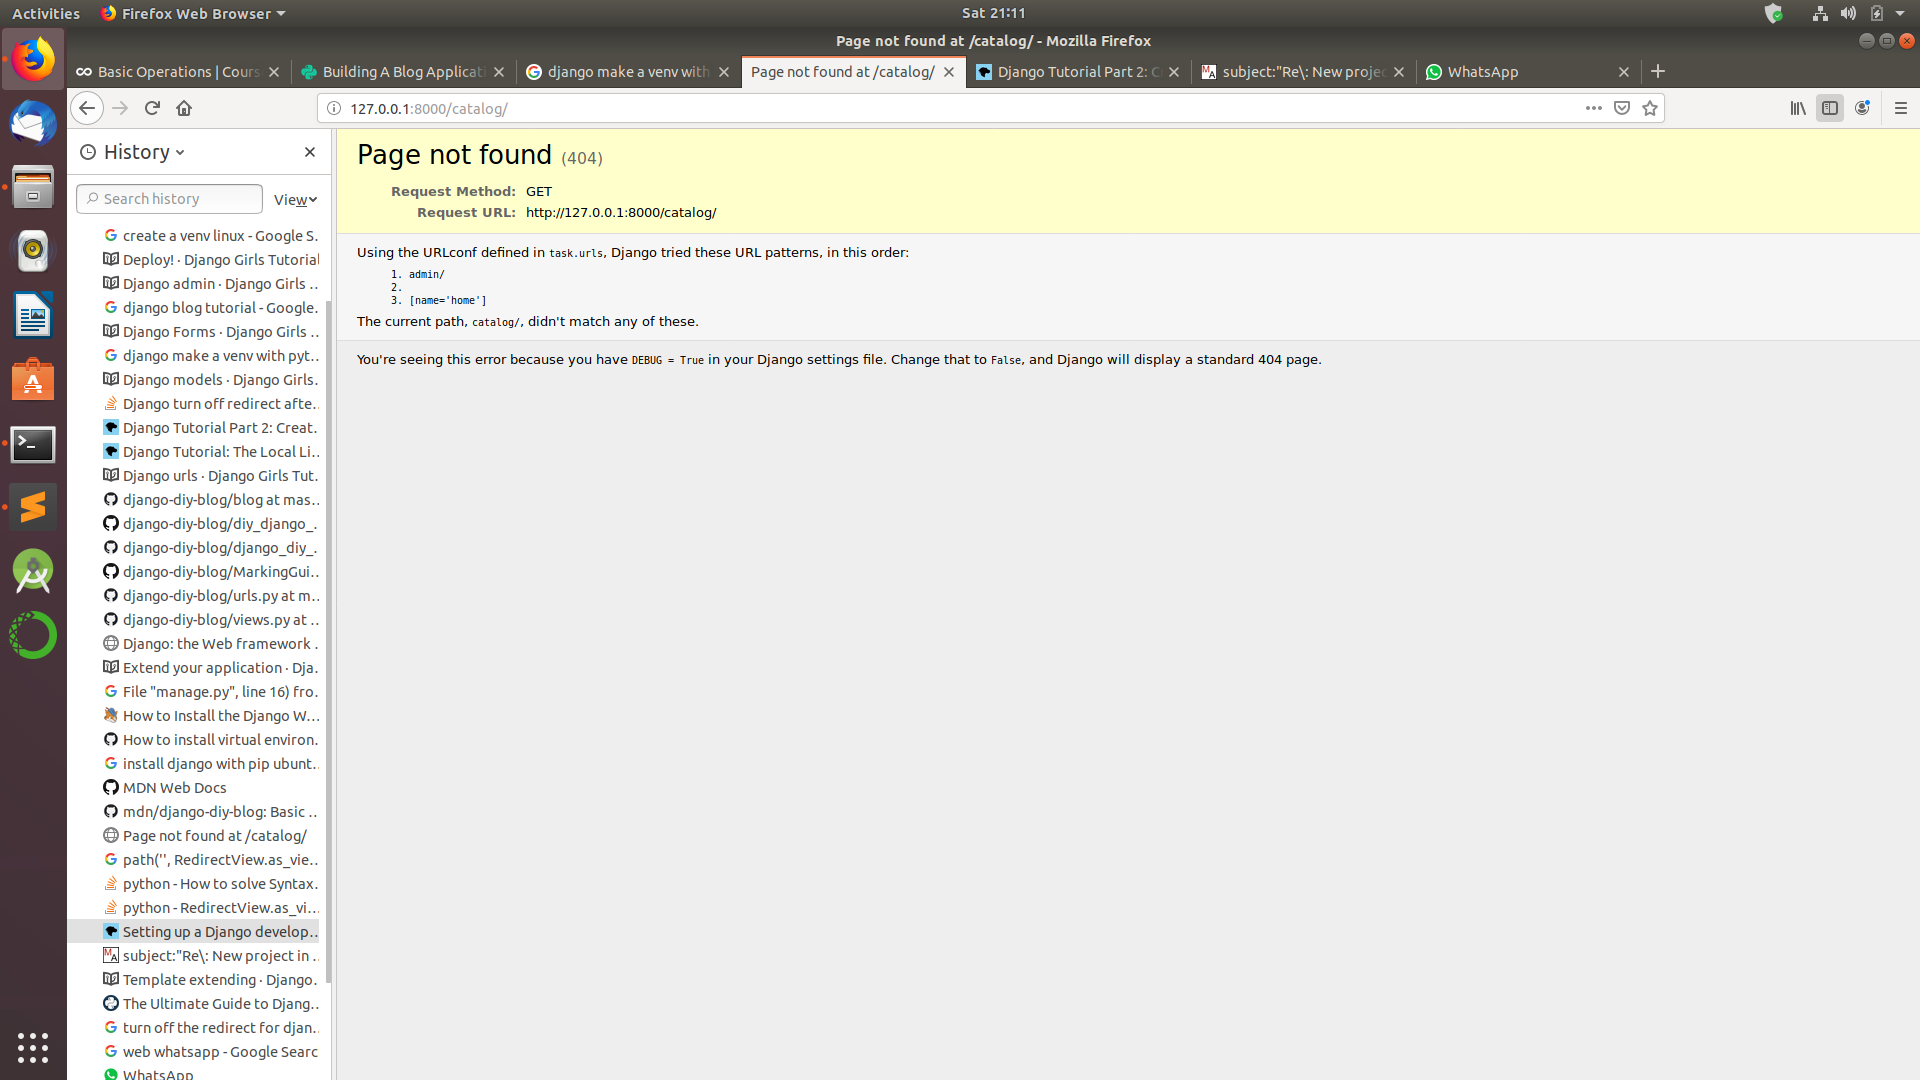 Activities
Firefox Web Browser
Sat 21:11
Page not found at /catalog/ - Mozilla Firefox
Basic Operations | Cours
Building A Blog Applicati
django make a venv with
Page not found at /catalog/
Django Tutorial Part 2: C
subject:"Re\: New projec
WhatsApp
127.0.0.1:8000/catalog/
History
Search history
View
create a venv linux - Google S…
Deploy! · Django Girls Tutorial
Django admin · Django Girls …
django blog tutorial - Google…
Django Forms · Django Girls …
django make a venv with pyt…
Django models · Django Girls…
Django turn off redirect afte…
Django Tutorial Part 2: Creat…
Django Tutorial: The Local Li…
Django urls · Django Girls Tut…
django-diy-blog/blog at mas…
django-diy-blog/diy_django_…
django-diy-blog/django_diy_…
django-diy-blog/MarkingGui…
django-diy-blog/urls.py at m…
django-diy-blog/views.py at …
Django: the Web framework …
Extend your application · Dja…
File "manage.py", line 16) fro…
How to Install the Django W…
How to install virtual environ…
install django with pip ubunt…
MDN Web Docs
mdn/django-diy-blog: Basic …
Page not found at /catalog/
path('', RedirectView.as_vie…
python - How to solve Syntax…
python - RedirectView.as_vi…
Setting up a Django develop…
subject:"Re\: New project in …
Template extending · Django…
The Ultimate Guide to Djang…
turn off the redirect for djan…
web whatsapp - Google Search
WhatsApp
Page not found (404)
Request Method: GET
Request URL: http://127.0.0.1:8000/catalog/
Using the URLconf defined in task.urls, Django tried these URL patterns, in this order:
1. admin/
2.
3. [name='home']
The current path, catalog/, didn't match any of these.
You're seeing this error because you have DEBUG = True in your Django settings file. Change that to False, and Django will display a standard 404 page.